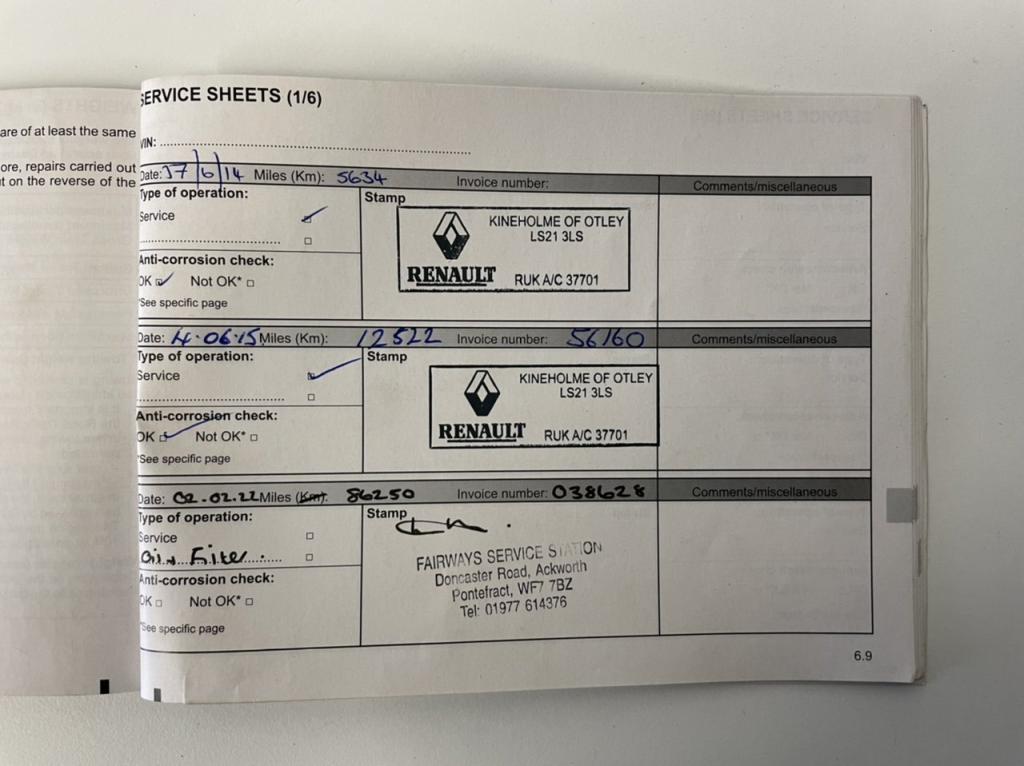 are of at least the same
ore, repairs carried out
t on the reverse of the
SERVICE SHEETS (1/6)
VIN: ........................................
Date: 17/6/14 Miles (Km): 5634 Invoice number: Comments/miscellaneous
Type of operation:
Service
Anti-corrosion check:
OK Not OK*
*See specific page
Stamp
KINEHOLME OF OTLEY
LS21 3LS
RENAULT RUK A/C 37701
Date: 4.06.15 Miles (Km): 12522 Invoice number: 56160 Comments/miscellaneous
Type of operation:
Service
Anti-corrosion check:
OK Not OK*
*See specific page
Stamp
KINEHOLME OF OTLEY
LS21 3LS
RENAULT RUK A/C 37701
Date: 02.02.22 Miles (Km): 86250 Invoice number: 038628 Comments/miscellaneous
Type of operation:
Service
Anti-corrosion check:
OK Not OK*
*See specific page
Stamp
FAIRWAYS SERVICE STATION
Doncaster Road, Ackworth
Pontefract, WF7 7BZ
Tel: 01977 614376
6.9